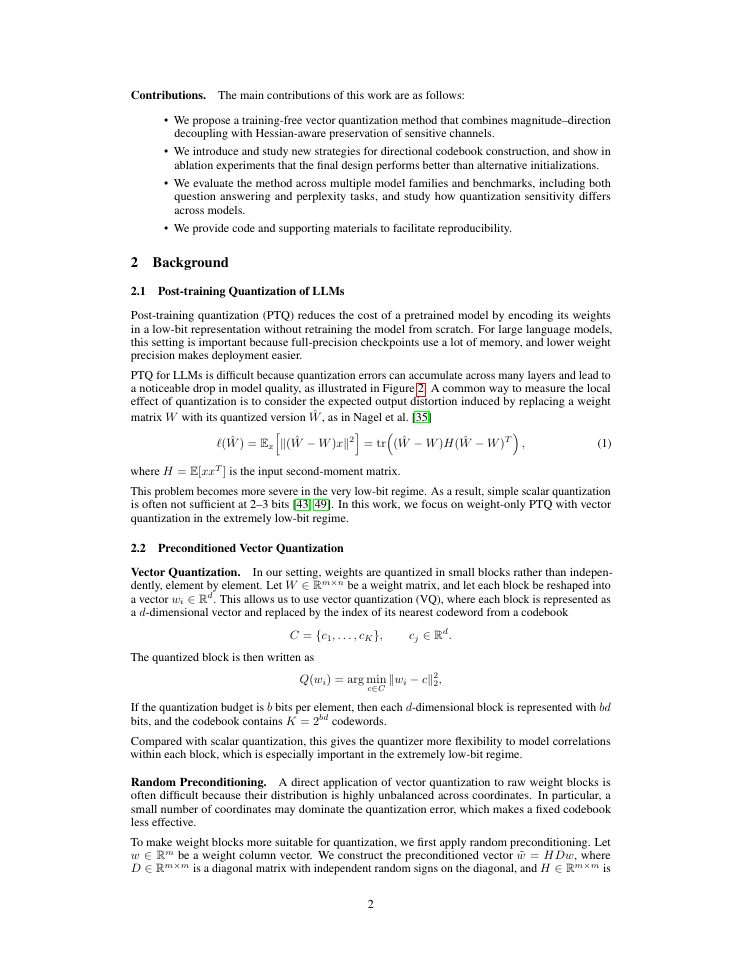 Contributions. The main contributions of this work are as follows:
• We propose a training-free vector quantization method that combines magnitude–direction
decoupling with Hessian-aware preservation of sensitive channels.
• We introduce and study new strategies for directional codebook construction, and show in
ablation experiments that the final design performs better than alternative initializations.
• We evaluate the method across multiple model families and benchmarks, including both
question answering and perplexity tasks, and study how quantization sensitivity differs
across models.
• We provide code and supporting materials to facilitate reproducibility.
2 Background
2.1 Post-training Quantization of LLMs
Post-training quantization (PTQ) reduces the cost of a pretrained model by encoding its weights
in a low-bit representation without retraining the model from scratch. For large language models,
this setting is important because full-precision checkpoints use a lot of memory, and lower weight
precision makes deployment easier.
PTQ for LLMs is difficult because quantization errors can accumulate across many layers and lead to
a noticeable drop in model quality, as illustrated in Figure 2. A common way to measure the local
effect of quantization is to consider the expected output distortion induced by replacing a weight
matrix W with its quantized version Ŵ, as in Nagel et al. [35]
ℓ(Ŵ) = 𝔼ₓ[‖(Ŵ − W)x‖²] = tr((Ŵ − W)H(Ŵ − W)ᵀ), (1)
where H = 𝔼[xxᵀ] is the input second-moment matrix.
This problem becomes more severe in the very low-bit regime. As a result, simple scalar quantization
is often not sufficient at 2–3 bits [43, 49]. In this work, we focus on weight-only PTQ with vector
quantization in the extremely low-bit regime.
2.2 Preconditioned Vector Quantization
Vector Quantization. In our setting, weights are quantized in small blocks rather than indepen-
dently, element by element. Let W ∈ ℝ^{m×n} be a weight matrix, and let each block be reshaped into
a vector w_i ∈ ℝ^d. This allows us to use vector quantization (VQ), where each block is represented as
a d-dimensional vector and replaced by the index of its nearest codeword from a codebook
C = {c_1, . . . , c_K}, c_j ∈ ℝ^d.
The quantized block is then written as
Q(w_i) = arg min_{c∈C} ‖w_i − c‖_2^2,
If the quantization budget is b bits per element, then each d-dimensional block is represented with bd
bits, and the codebook contains K = 2^{bd} codewords.
Compared with scalar quantization, this gives the quantizer more flexibility to model correlations
within each block, which is especially important in the extremely low-bit regime.
Random Preconditioning. A direct application of vector quantization to raw weight blocks is
often difficult because their distribution is highly unbalanced across coordinates. In particular, a
small number of coordinates may dominate the quantization error, which makes a fixed codebook
less effective.
To make weight blocks more suitable for quantization, we first apply random preconditioning. Let
w ∈ ℝ^m be a weight column vector. We construct the preconditioned vector w̃ = HDw, where
D ∈ ℝ^{m×m} is a diagonal matrix with independent random signs on the diagonal, and H ∈ ℝ^{m×m} is
2